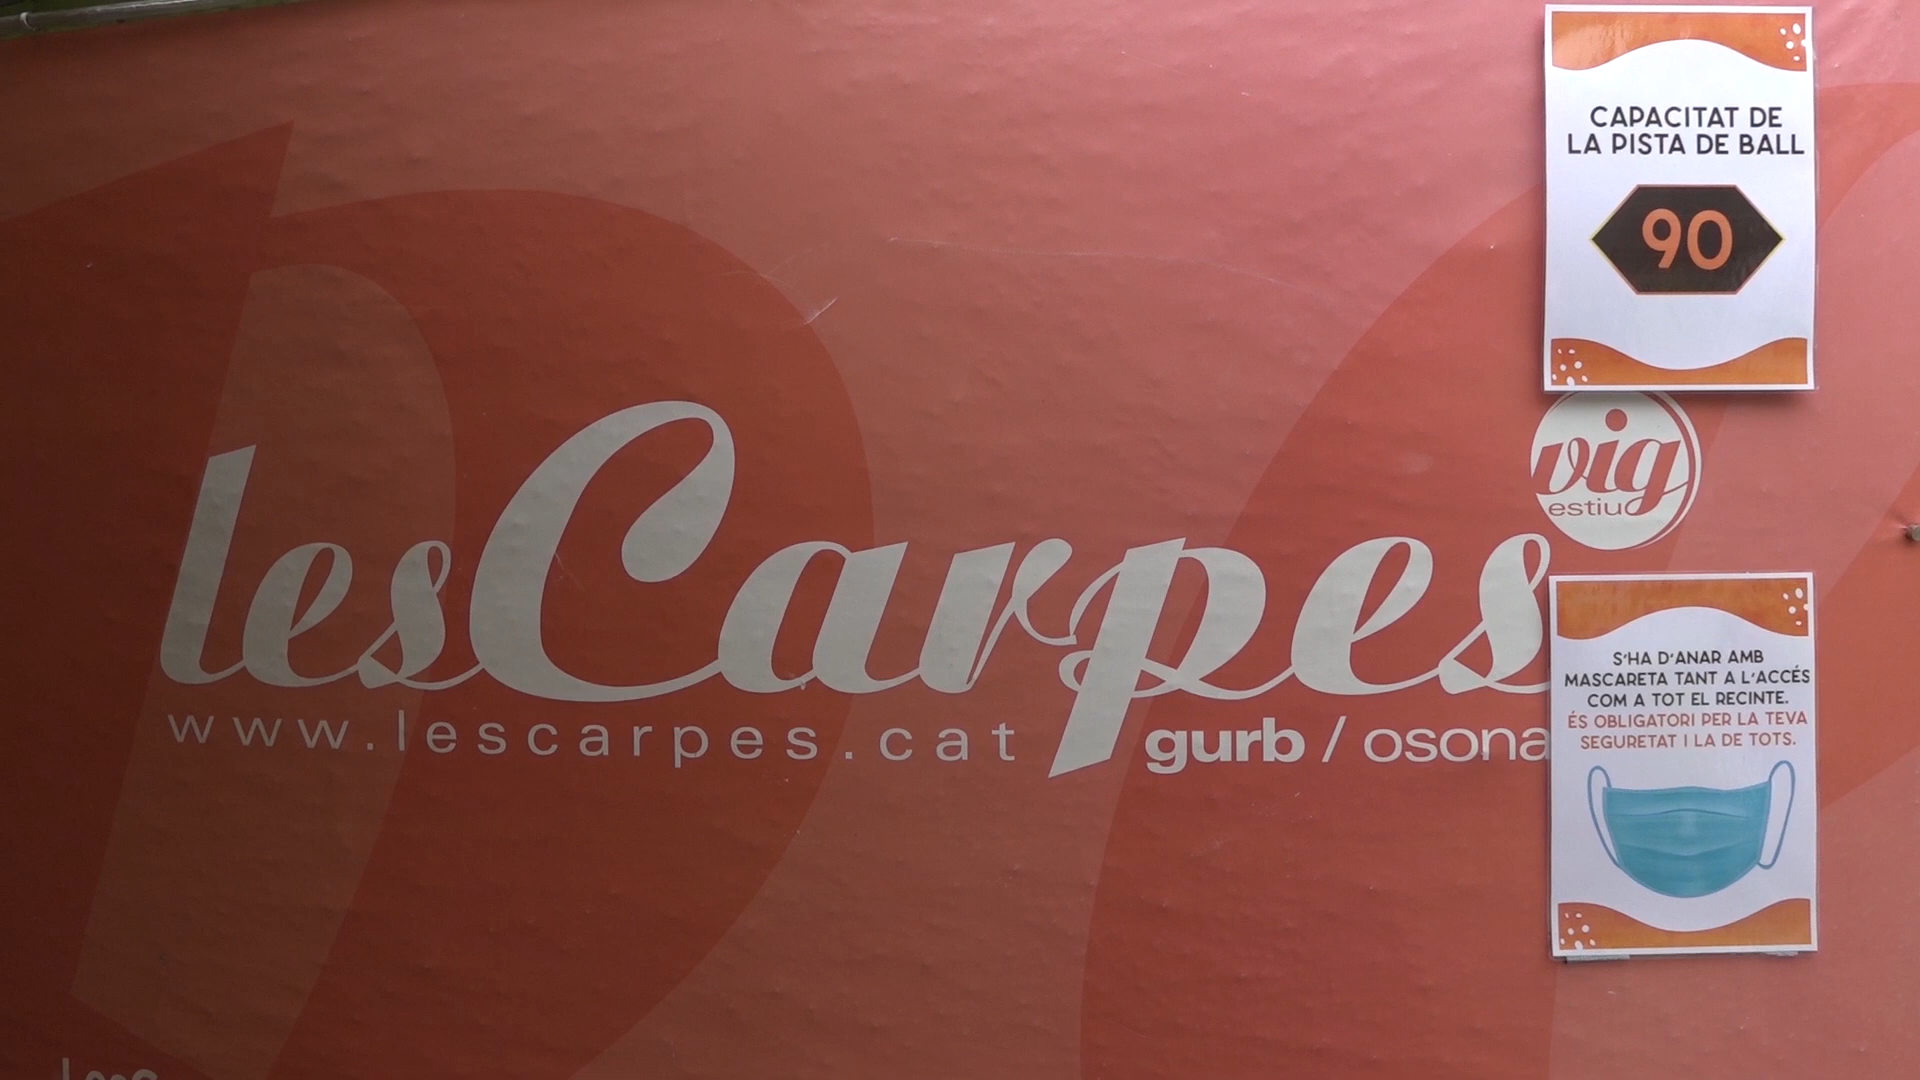 CAPACITAT DE
LA PISTA DE BALL
90
vig
estiu
lesCarpes
www.lescarpes.cat
gurb / osona
S'HA D'ANAR AMB
MASCARETA TANT A L'ACCÉS
COM A TOT EL RECINTE.
ÉS OBLIGATORI PER LA TEVA
SEGURETAT I LA DE TOTS.